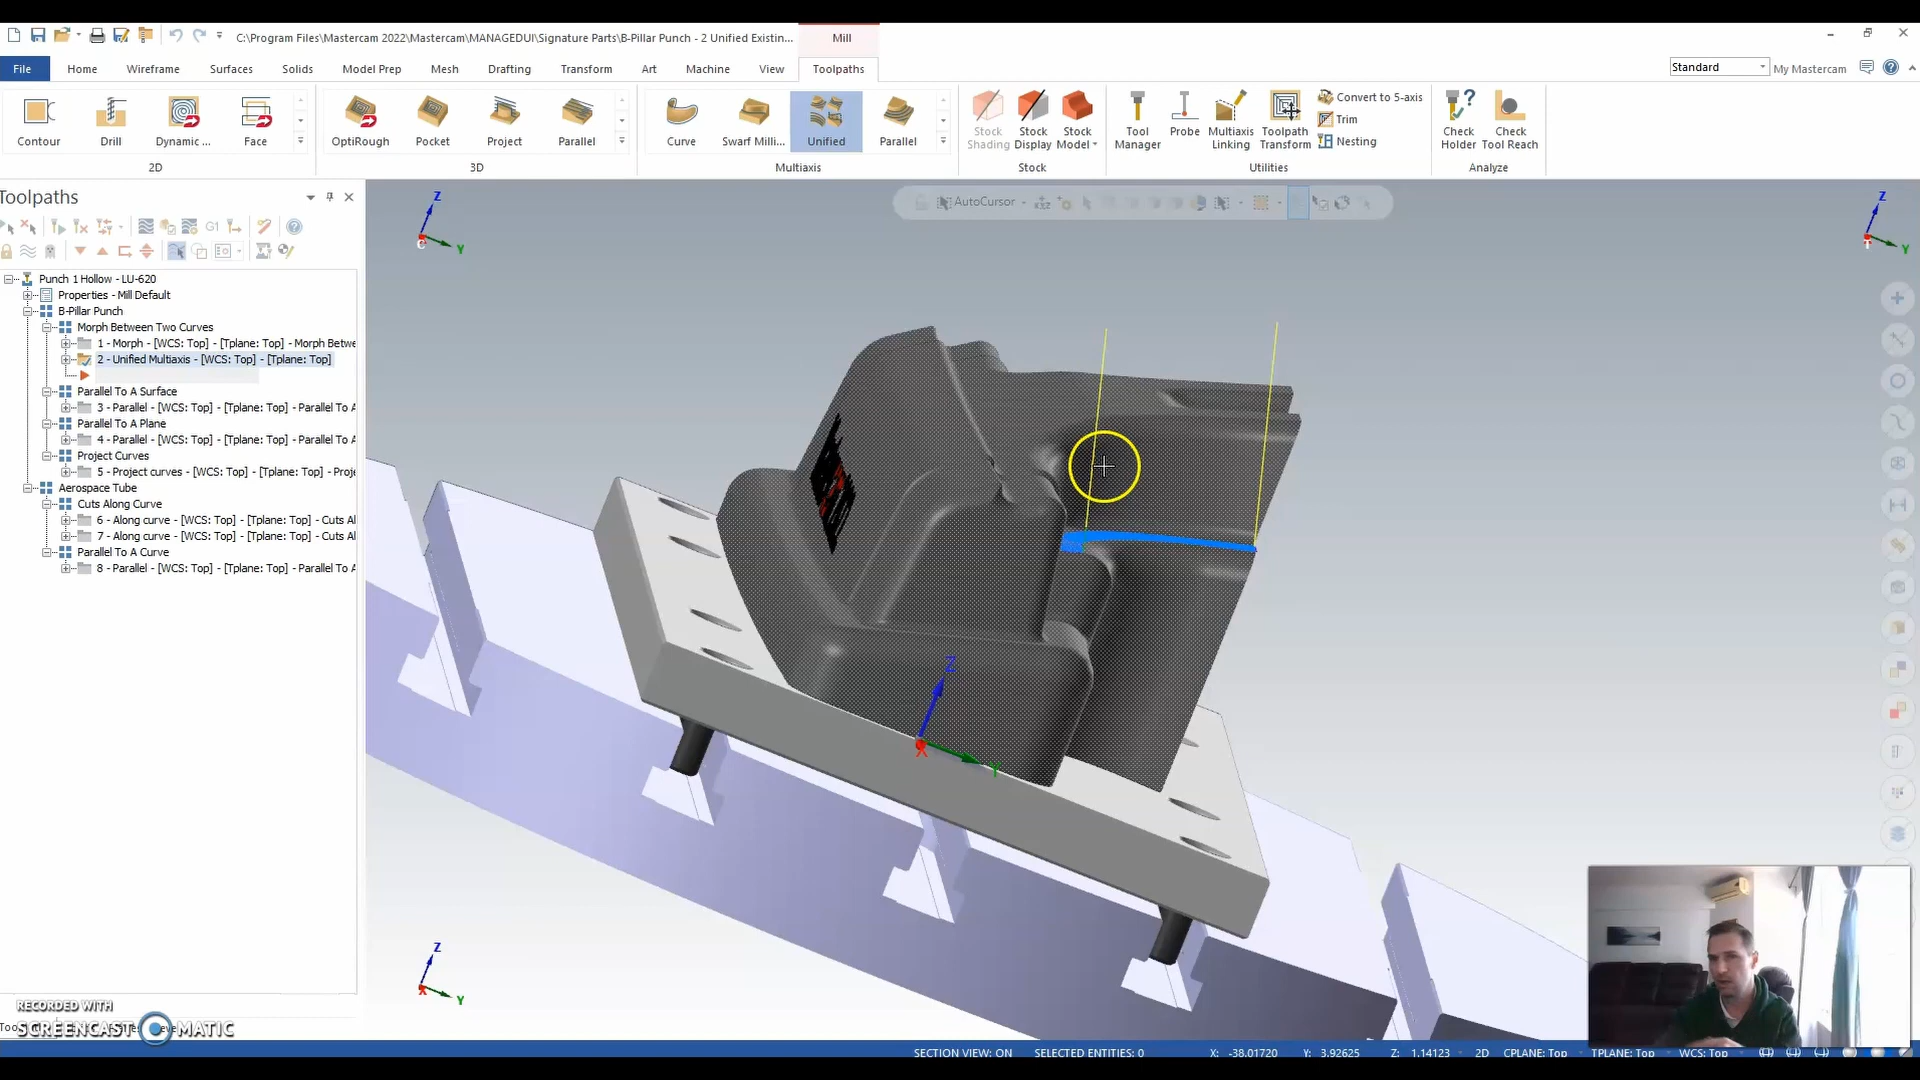 C:\Program Files\Mastercam 2022\Mastercam\MANAGEDUI\Signature Parts\B-Pillar Punch - 2 Unified Existin...
Mill
File
Home
Wireframe
Surfaces
Solids
Model Prep
Mesh
Drafting
Transform
Art
Machine
View
Toolpaths
Standard
My Mastercam
Contour
Drill
Dynamic ...
Face
OptiRough
Pocket
Project
Parallel
Curve
Swarf Milli...
Unified
Parallel
Stock Shading
Stock Display
Stock Model
Tool Manager
Probe
Multiaxis Linking
Toolpath Transform
Convert to 5-axis
Trim
Nesting
Check Holder
Check Tool Reach
2D
3D
Multiaxis
Stock
Utilities
Analyze
Toolpaths
G1
AutoCursor
Punch 1 Hollow - LU-620
Properties - Mill Default
B-Pillar Punch
Morph Between Two Curves
1 - Morph - [WCS: Top] - [Tplane: Top] - Morph Betwe
2 - Unified Multiaxis - [WCS: Top] - [Tplane: Top]
Parallel To A Surface
3 - Parallel - [WCS: Top] - [Tplane: Top] - Parallel To A
Parallel To A Plane
4 - Parallel - [WCS: Top] - [Tplane: Top] - Parallel To A
Project Curves
5 - Project curves - [WCS: Top] - [Tplane: Top] - Proje
Aerospace Tube
Cuts Along Curve
6 - Along curve - [WCS: Top] - [Tplane: Top] - Cuts Al
7 - Along curve - [WCS: Top] - [Tplane: Top] - Cuts Al
Parallel To A Curve
8 - Parallel - [WCS: Top] - [Tplane: Top] - Parallel To A
Z
Y
C
Z
Y
T
Z
X
Y
Z
X
Y
RECORDED WITH
SCREENCAST MATIC
SECTION VIEW: ON
SELECTED ENTITIES: 0
X: -38.01720
Y: 3.92625
Z: 1.14123
2D
CPLANE: Top
TPLANE: Top
WCS: Top